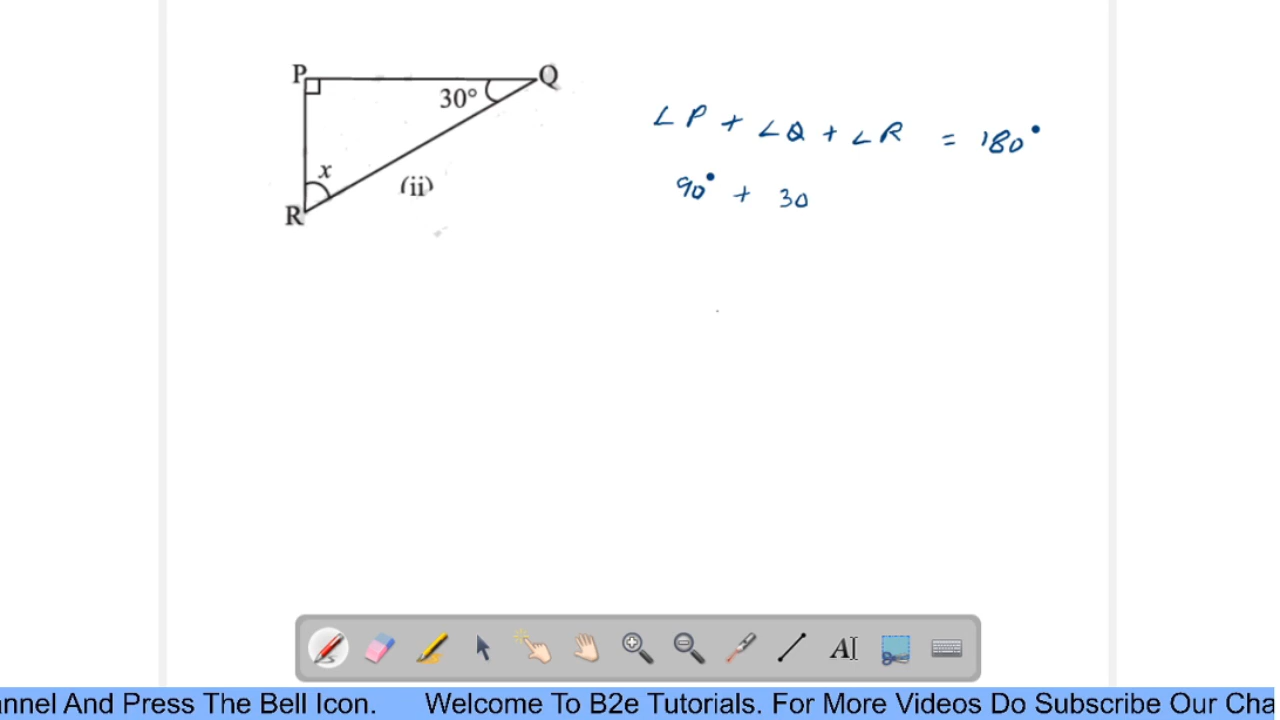 P
Q
30°
∠P + ∠Q + ∠R = 180°
x
(ii)
90° + 30
R
AI
nnel And Press The Bell Icon. Welcome To B2e Tutorials. For More Videos Do Subscribe Our Cha